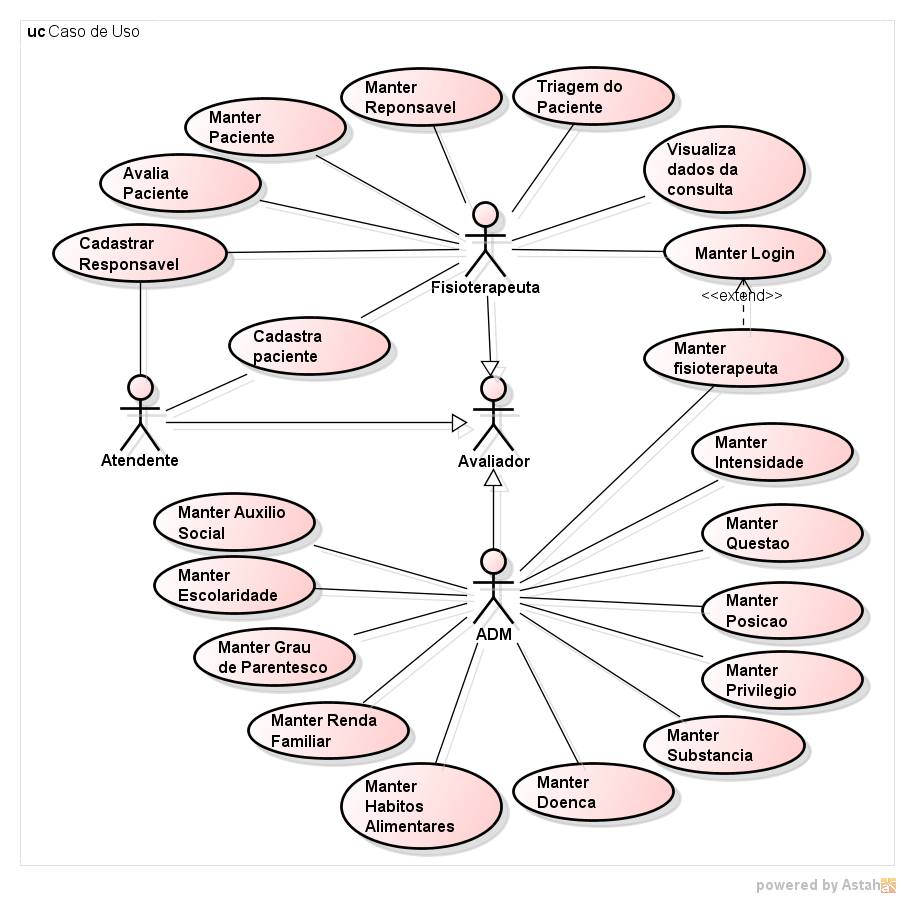 uc Caso de Uso
Manter
Reponsavel
Triagem do
Paciente
Manter
Paciente
Visualiza
dados da
consulta
Avalia
Paciente
Cadastrar
Responsavel
Manter Login
Fisioterapeuta
<<extend>>
Cadastra
paciente
Manter
fisioterapeuta
Atendente
Avaliador
Manter
Intensidade
Manter Auxilio
Social
Manter
Questao
Manter
Escolaridade
Manter
Posicao
ADM
Manter Grau
de Parentesco
Manter
Privilegio
Manter Renda
Familiar
Manter
Substancia
Manter
Habitos
Alimentares
Manter
Doenca
powered by Astah